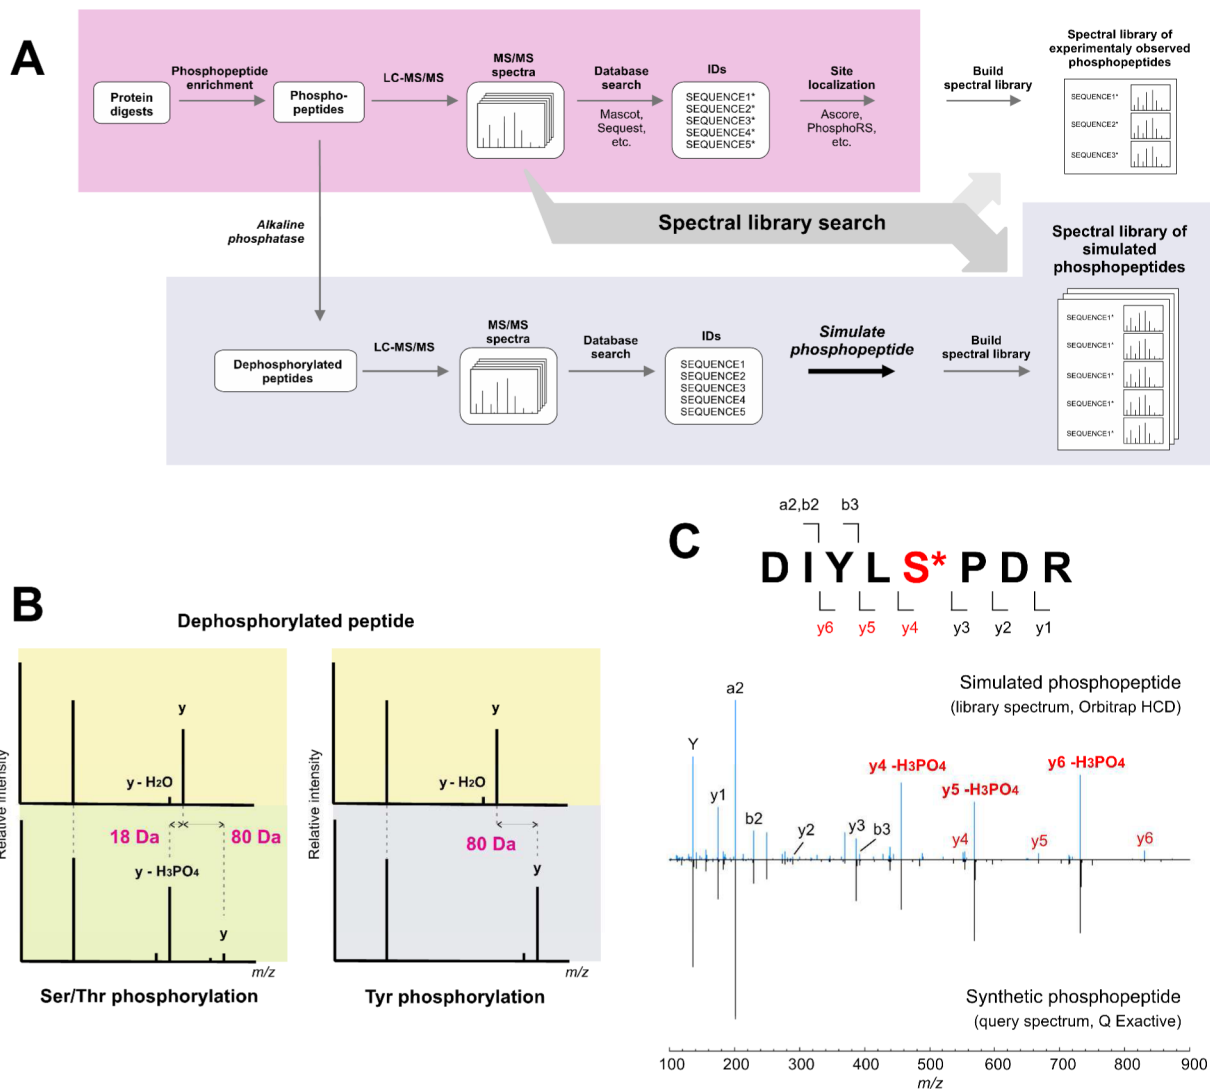 A
Phosphopeptide
enrichment
Protein
digests
Phospho-
peptides
LC-MS/MS
MS/MS
spectra
Database
search
Mascot,
Sequest,
etc.
IDs
SEQUENCE1*
SEQUENCE2*
SEQUENCE3*
SEQUENCE4*
SEQUENCE5*
Site
localization
Ascore,
PhosphoRS,
etc.
Build
spectral library
Spectral library of
experimentaly observed
phosphopeptides
SEQUENCE1*
SEQUENCE2*
SEQUENCE3*
Alkaline
phosphatase
Spectral library search
Spectral library of
simulated
phosphopeptides
SEQUENCE1*
SEQUENCE1*
SEQUENCE1*
SEQUENCE1*
SEQUENCE1*
Dephosphorylated
peptides
LC-MS/MS
MS/MS
spectra
Database
search
IDs
SEQUENCE1
SEQUENCE2
SEQUENCE3
SEQUENCE4
SEQUENCE5
Simulate
phosphopeptide
Build
spectral library
B
Dephosphorylated peptide
Relative intensity
y
y - H2O
18 Da
80 Da
y - H3PO4
y
m/z
Ser/Thr phosphorylation
Relative intensity
y
y - H2O
80 Da
y
m/z
Tyr phosphorylation
C
a2,b2 b3
D I Y L S* P D R
y6 y5 y4 y3 y2 y1
Simulated phosphopeptide
(library spectrum, Orbitrap HCD)
a2
Y
y1
b2
y2
y3
b3
y4 -H3PO4
y5 -H3PO4
y6 -H3PO4
y4
y5
y6
Synthetic phosphopeptide
(query spectrum, Q Exactive)
100 200 300 400 500 600 700 800 900
m/z